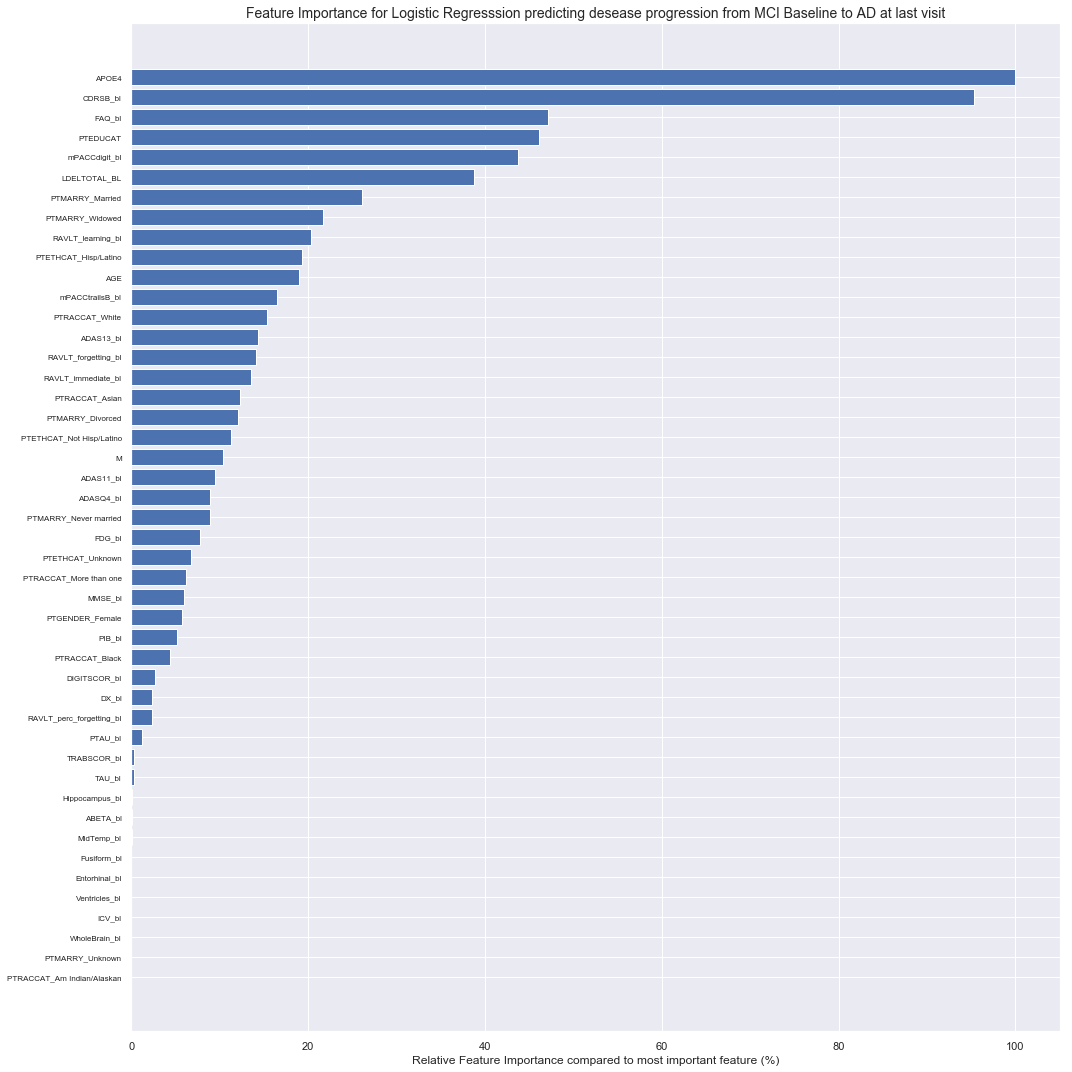 Feature Importance for Logistic Regresssion predicting desease progression from MCI Baseline to AD at last visit
APOE4
CDRSB_bl
FAQ_bl
PTEDUCAT
mPACCdigit_bl
LDELTOTAL_BL
PTMARRY_Married
PTMARRY_Widowed
RAVLT_learning_bl
PTETHCAT_Hisp/Latino
AGE
mPACCtrailsB_bl
PTRACCAT_White
ADAS13_bl
RAVLT_forgetting_bl
RAVLT_immediate_bl
PTRACCAT_Asian
PTMARRY_Divorced
PTETHCAT_Not Hisp/Latino
M
ADAS11_bl
ADASQ4_bl
PTMARRY_Never married
FDG_bl
PTETHCAT_Unknown
PTRACCAT_More than one
MMSE_bl
PTGENDER_Female
PIB_bl
PTRACCAT_Black
DIGITSCOR_bl
DX_bl
RAVLT_perc_forgetting_bl
PTAU_bl
TRABSCOR_bl
TAU_bl
Hippocampus_bl
ABETA_bl
MidTemp_bl
Fusiform_bl
Entorhinal_bl
Ventricles_bl
ICV_bl
WholeBrain_bl
PTMARRY_Unknown
PTRACCAT_Am Indian/Alaskan
0 20 40 60 80 100
Relative Feature Importance compared to most important feature (%)